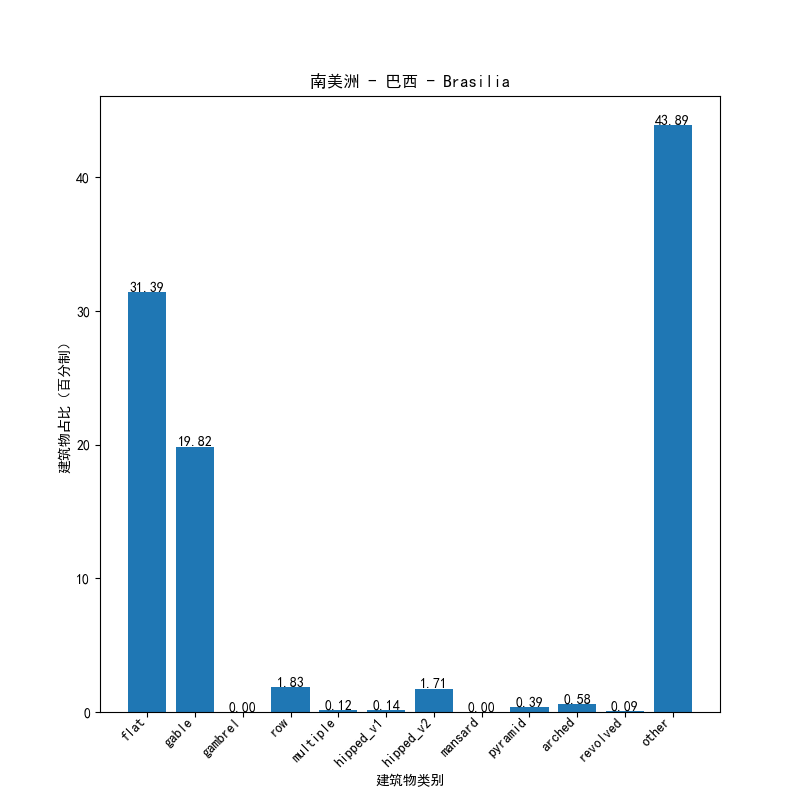 南美洲 - 巴西 - Brasilia
建筑物占比（百分制）
40
30
20
10
0
31.39
19.82
0.00
1.83
0.12
0.14
1.71
0.00
0.39
0.58
0.09
43.89
flat
gable
gambrel
row
multiple
hipped_v1
hipped_v2
mansard
pyramid
arched
revolved
other
建筑物类别